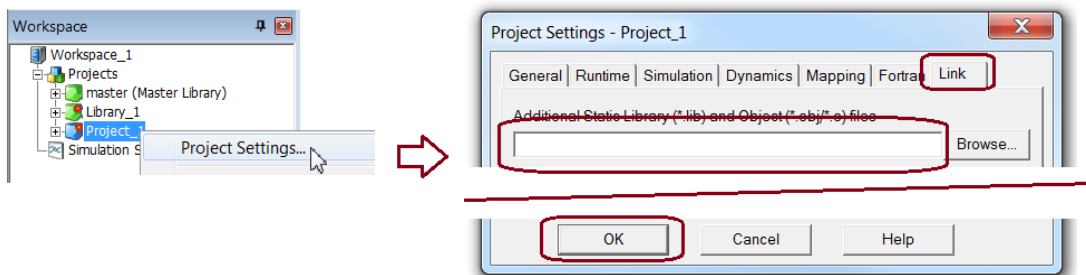 Workspace
Workspace_1
Projects
master (Master Library)
Library_1
Project_1
Simulation S
Project Settings...
Project Settings - Project_1
General Runtime Simulation Dynamics Mapping Fortran Link
Additional Static Library (*.lib) and Object (*.obj/*.o) files
Browse...
OK Cancel Help